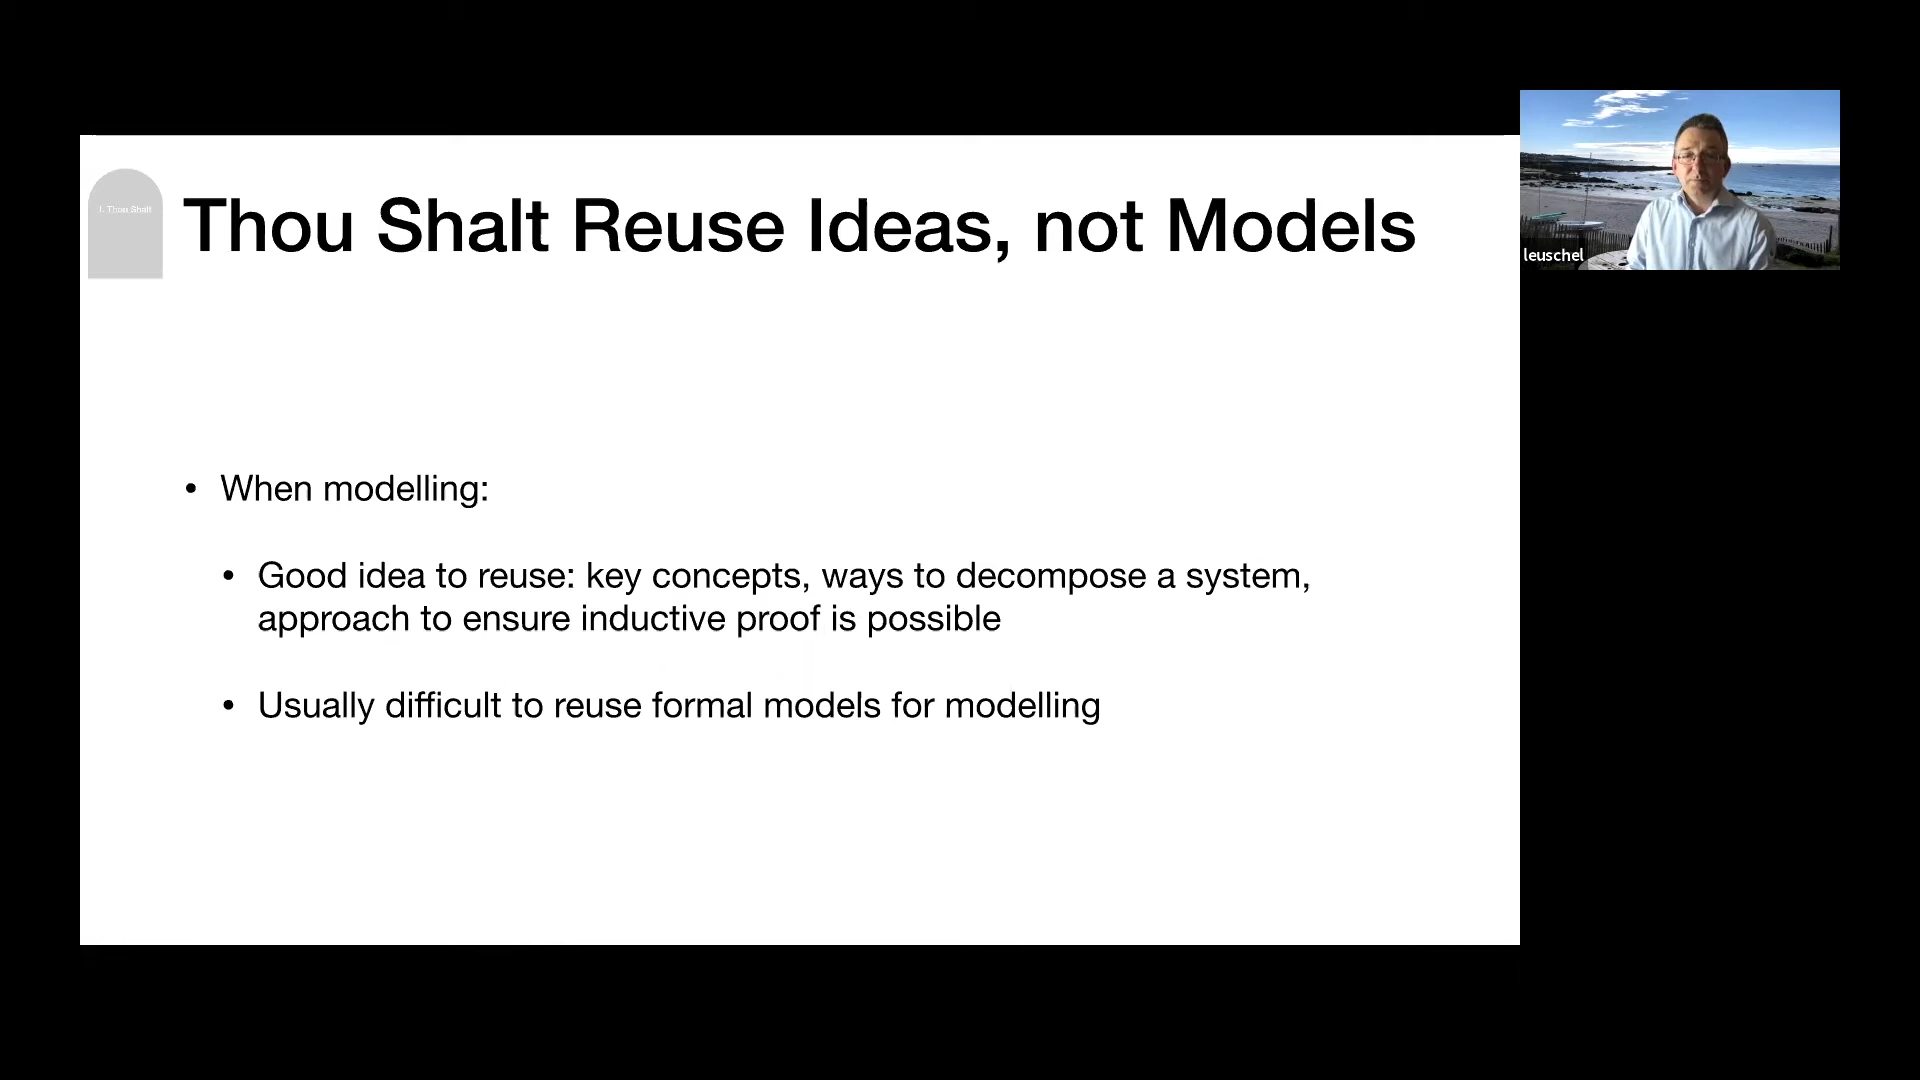 I. Thou Shalt
Thou Shalt Reuse Ideas, not Models
leuschel
• When modelling:
• Good idea to reuse: key concepts, ways to decompose a system,
approach to ensure inductive proof is possible
• Usually difficult to reuse formal models for modelling